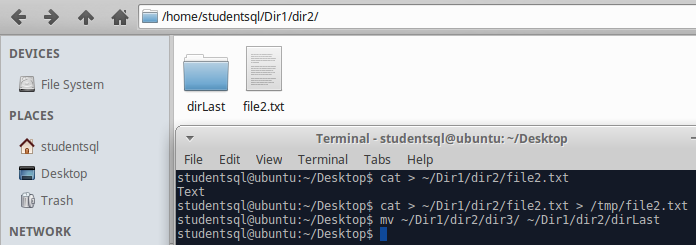 /home/studentsql/Dir1/dir2/
DEVICES
File System
PLACES
studentsql
Desktop
Trash
NETWORK
dirLast
file2.txt
Terminal - studentsql@ubuntu: ~/Desktop
File Edit View Terminal Tabs Help
studentsql@ubuntu:~/Desktop$ cat > ~/Dir1/dir2/file2.txt
Text
studentsql@ubuntu:~/Desktop$ cat > ~/Dir1/dir2/file2.txt > /tmp/file2.txt
studentsql@ubuntu:~/Desktop$ mv ~/Dir1/dir2/dir3/ ~/Dir1/dir2/dirLast
studentsql@ubuntu:~/Desktop$